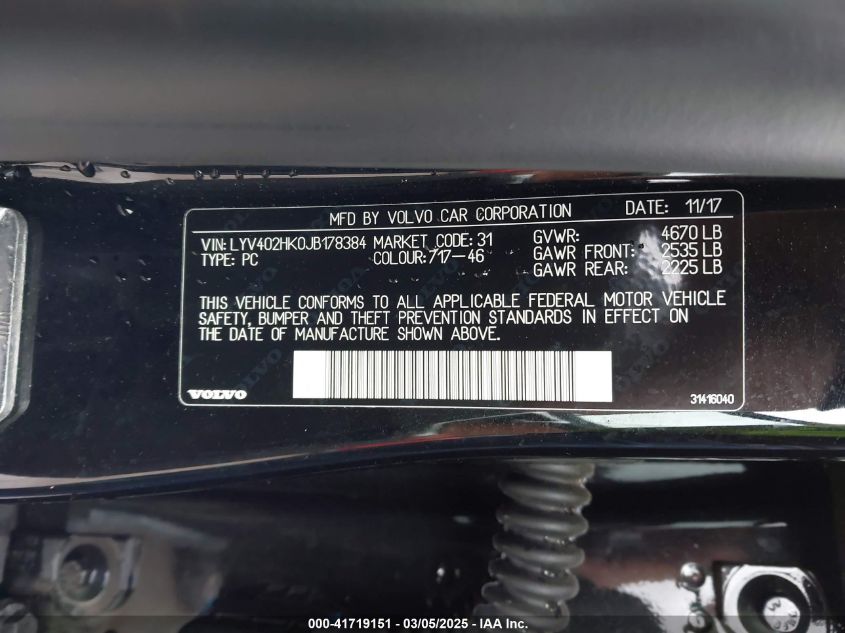 MFD BY VOLVO CAR CORPORATION DATE: 11/17
VIN: LYV402HK0JB178384 MARKET CODE: 31 GVWR: 4670 LB
TYPE: PC COLOUR: 717-46 GAWR FRONT: 2535 LB
GAWR REAR: 2225 LB
THIS VEHICLE CONFORMS TO ALL APPLICABLE FEDERAL MOTOR VEHICLE
SAFETY, BUMPER AND THEFT PREVENTION STANDARDS IN EFFECT ON
THE DATE OF MANUFACTURE SHOWN ABOVE.
VOLVO 31416040
000-41719151 - 03/05/2025 - IAA Inc.